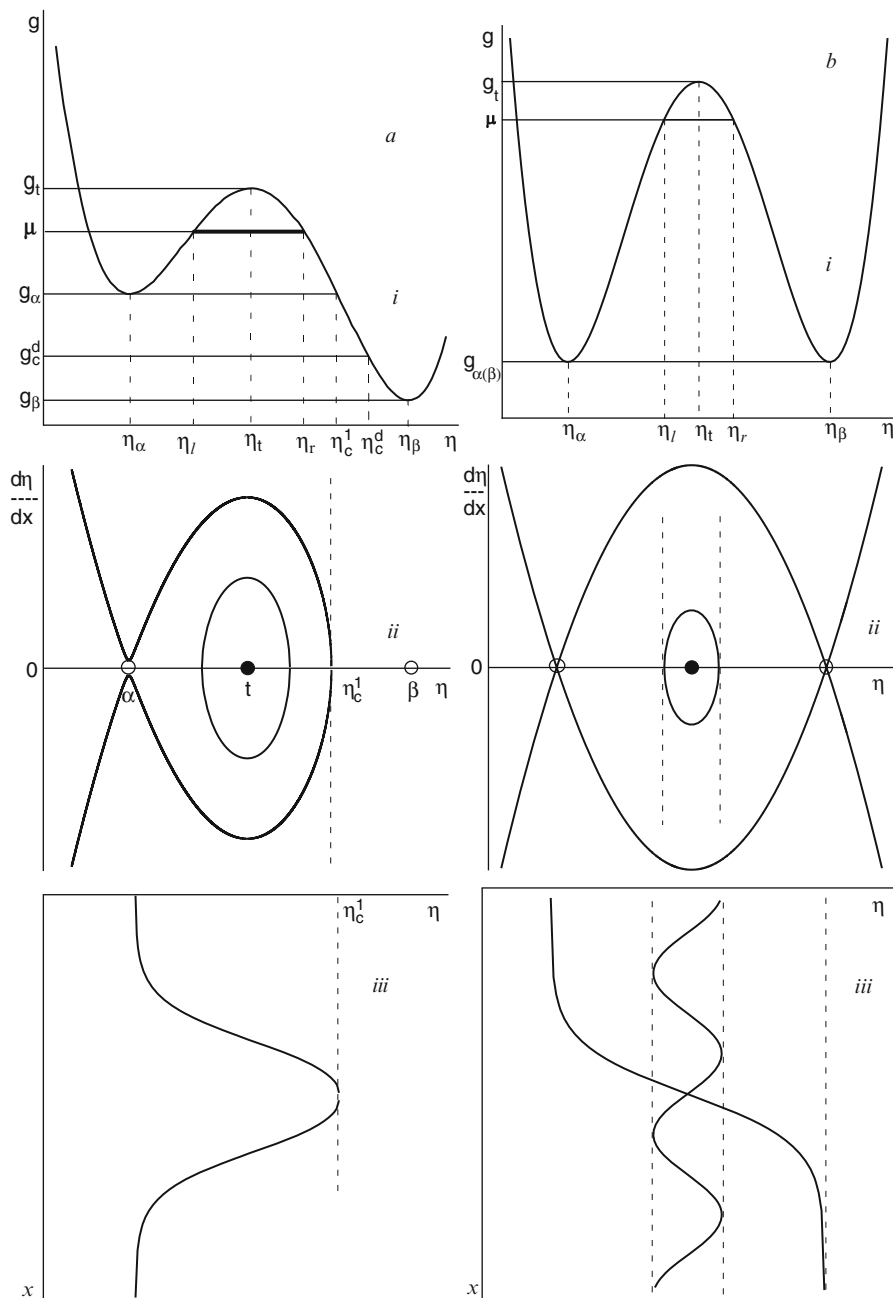 g
a
g_t
μ
g_α
i
g_c^d
g_β
η_α η_l η_t η_r η_c^1 η_c^d η_β η
g
b
g_t
μ
i
g_α(β)
η_α η_l η_t η_r η_β η
dη
----
dx
ii
0
α t η_c^1 β η
dη
----
dx
ii
0
η
η_c^1 η
iii
x
η
iii
x